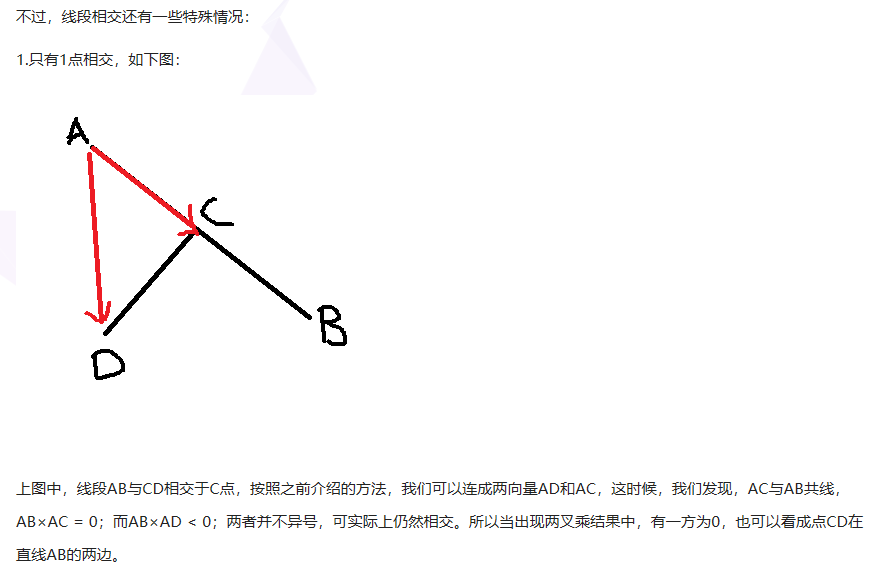 不过，线段相交还有一些特殊情况：
1.只有1点相交，如下图：
A
C
B
D
上图中，线段AB与CD相交于C点，按照之前介绍的方法，我们可以连成两向量AD和AC，这时候，我们发现，AC与AB共线，
AB×AC = 0；而AB×AD < 0；两者并不异号，可实际上仍然相交。所以当出现两叉乘结果中，有一方为0，也可以看成点CD在
直线AB的两边。